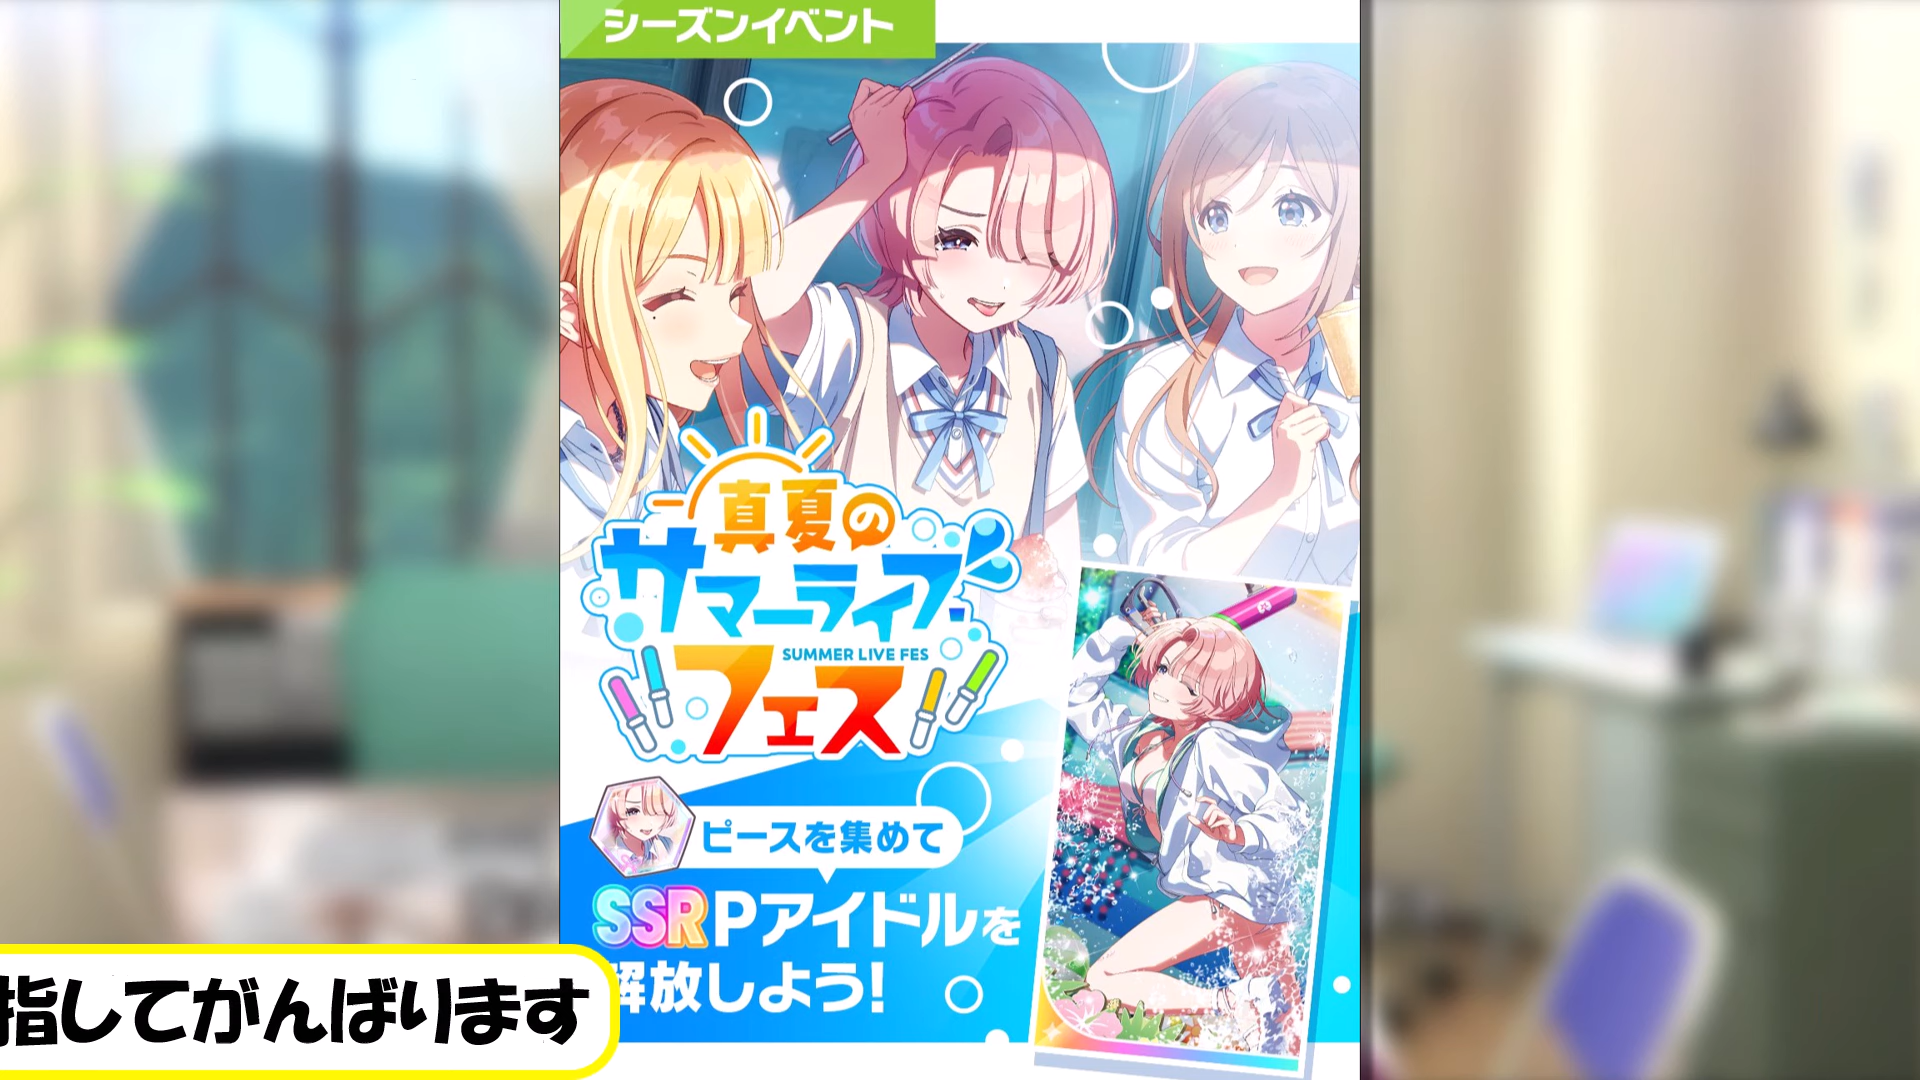 シーズンイベント
真夏の
サマーライブ
SUMMER LIVE FES
フェス
ピースを集めて
SSR Pアイドルを
解放しよう!
指してがんばります